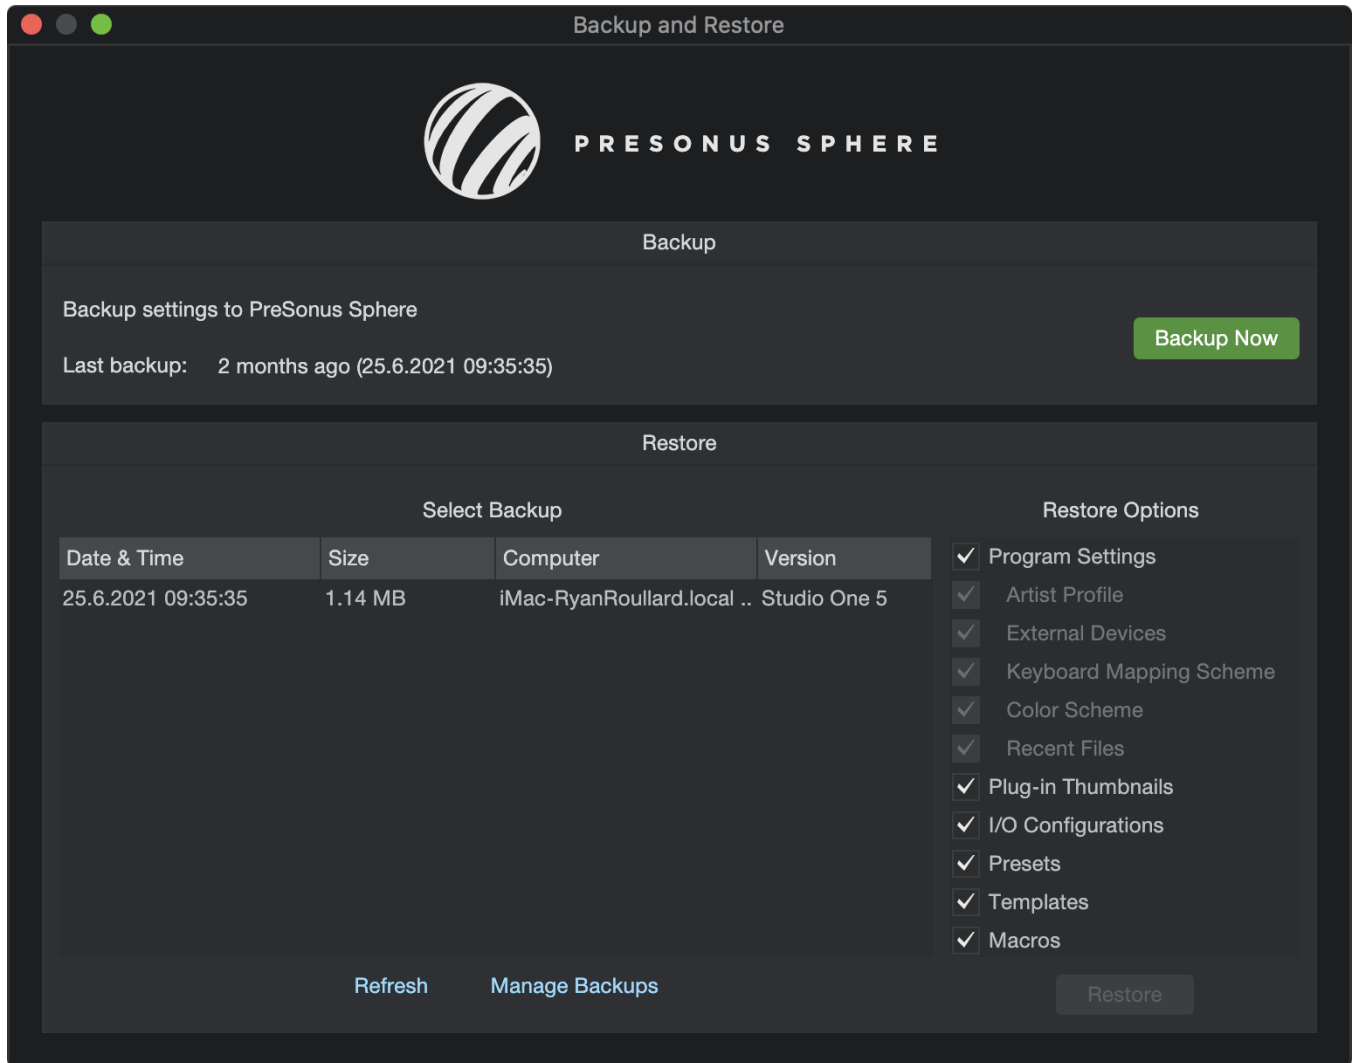 Backup and Restore
PRESONUS SPHERE
Backup
Backup settings to PreSonus Sphere
Backup Now
Last backup: 2 months ago (25.6.2021 09:35:35)
Restore
Select Backup
Restore Options
Date & Time Size Computer Version
25.6.2021 09:35:35 1.14 MB iMac-RyanRoullard.local .. Studio One 5
Program Settings
Artist Profile
External Devices
Keyboard Mapping Scheme
Color Scheme
Recent Files
Plug-in Thumbnails
I/O Configurations
Presets
Templates
Macros
Refresh Manage Backups
Restore